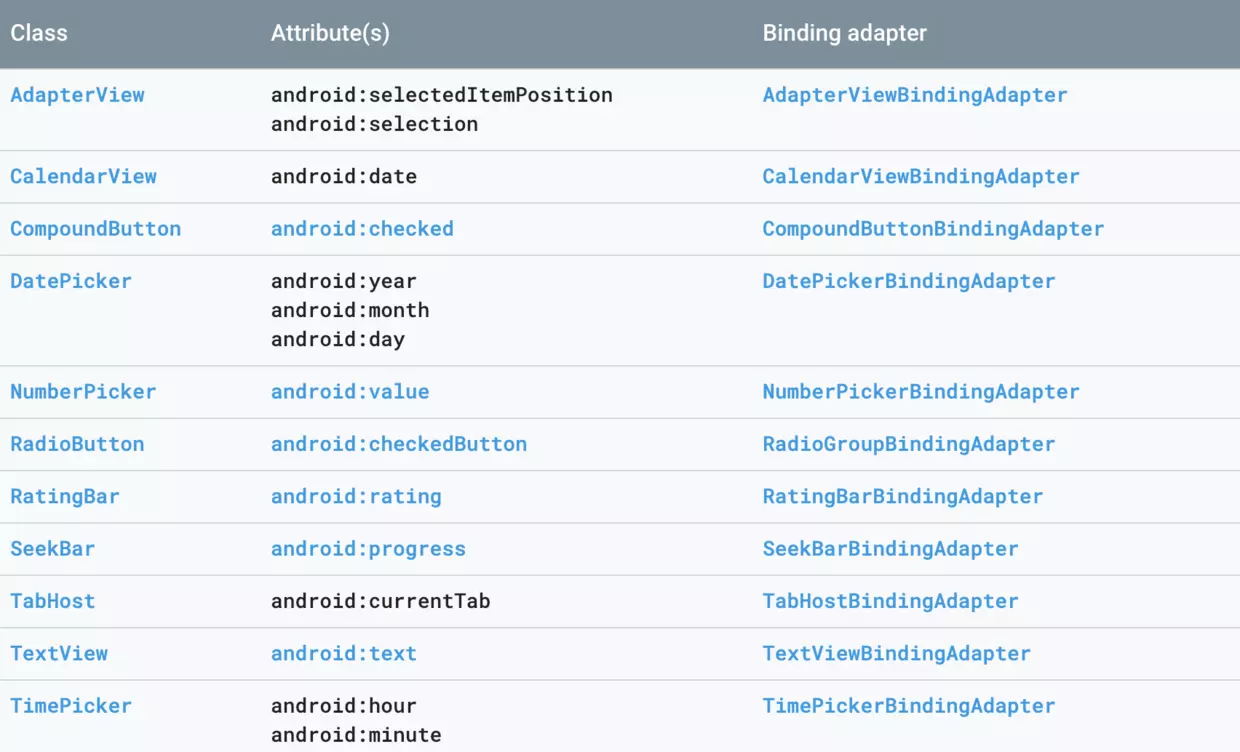 Class Attribute(s) Binding adapter
AdapterView android:selectedItemPosition AdapterViewBindingAdapter
android:selection
CalendarView android:date CalendarViewBindingAdapter
CompoundButton android:checked CompoundButtonBindingAdapter
DatePicker android:year DatePickerBindingAdapter
android:month
android:day
NumberPicker android:value NumberPickerBindingAdapter
RadioButton android:checkedButton RadioGroupBindingAdapter
RatingBar android:rating RatingBarBindingAdapter
SeekBar android:progress SeekBarBindingAdapter
TabHost android:currentTab TabHostBindingAdapter
TextView android:text TextViewBindingAdapter
TimePicker android:hour TimePickerBindingAdapter
android:minute